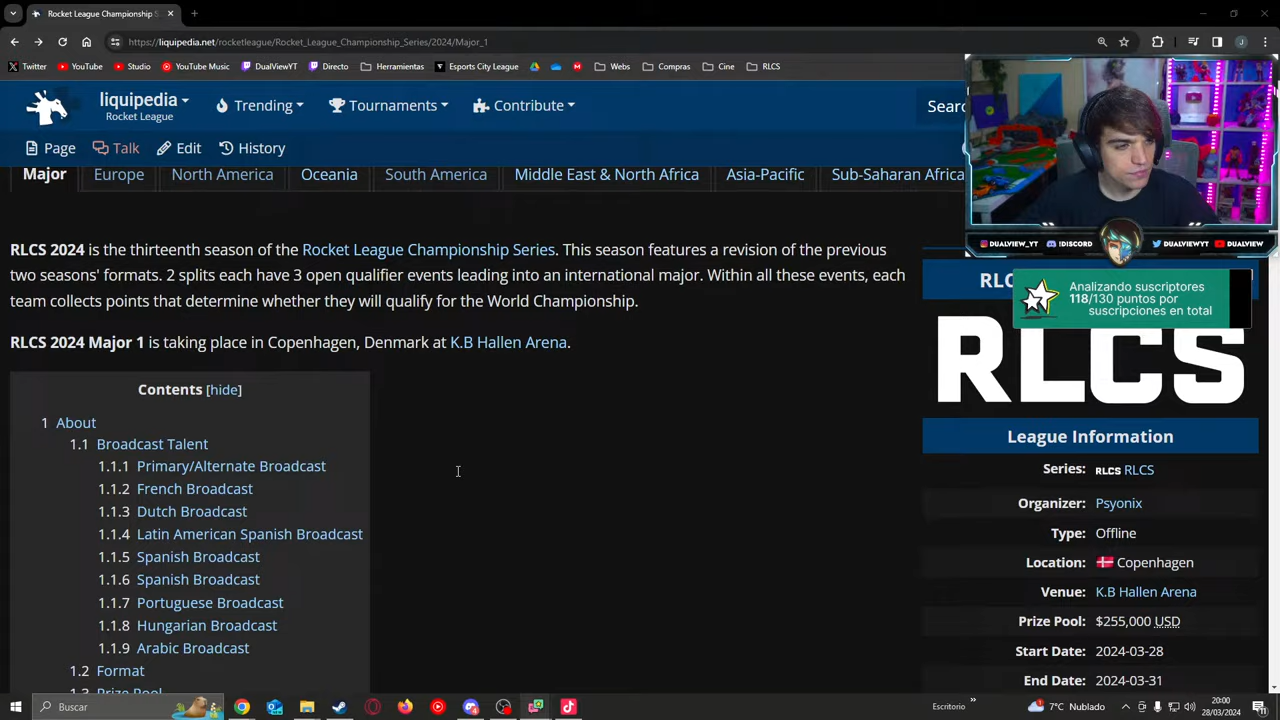 Rocket League Championship S
https://liquipedia.net/rocketleague/Rocket_League_Championship_Series/2024/Major_1
Twitter
YouTube
Studio
YouTube Music
DualViewYT
Directo
Herramientas
Esports City League
Webs
Compras
Cine
RLCS
liquipedia
Rocket League
Trending
Tournaments
Contribute
Searc
Page
Talk
Edit
History
Major
Europe
North America
Oceania
South America
Middle East & North Africa
Asia-Pacific
Sub-Saharan Africa
DUALVIEW_YT
!DISCORD
DUALVIEWYT
DUALVIEW
RLCS 2024 is the thirteenth season of the Rocket League Championship Series. This season features a revision of the previous
two seasons' formats. 2 splits each have 3 open qualifier events leading into an international major. Within all these events, each
team collects points that determine whether they will qualify for the World Championship.
RLCS 2024 Major 1 is taking place in Copenhagen, Denmark at K.B Hallen Arena.
Contents [hide]
1 About
1.1 Broadcast Talent
1.1.1 Primary/Alternate Broadcast
1.1.2 French Broadcast
1.1.3 Dutch Broadcast
1.1.4 Latin American Spanish Broadcast
1.1.5 Spanish Broadcast
1.1.6 Spanish Broadcast
1.1.7 Portuguese Broadcast
1.1.8 Hungarian Broadcast
1.1.9 Arabic Broadcast
1.2 Format
1.3 Prize Pool
RLC
Analizando suscriptores
118/130 puntos por
suscripciones en total
RLCS
League Information
Series: RLCS RLCS
Organizer: Psyonix
Type: Offline
Location: Copenhagen
Venue: K.B Hallen Arena
Prize Pool: $255,000 USD
Start Date: 2024-03-28
End Date: 2024-03-31
Buscar
Escritorio
7°C Nublado
20:00
28/03/2024